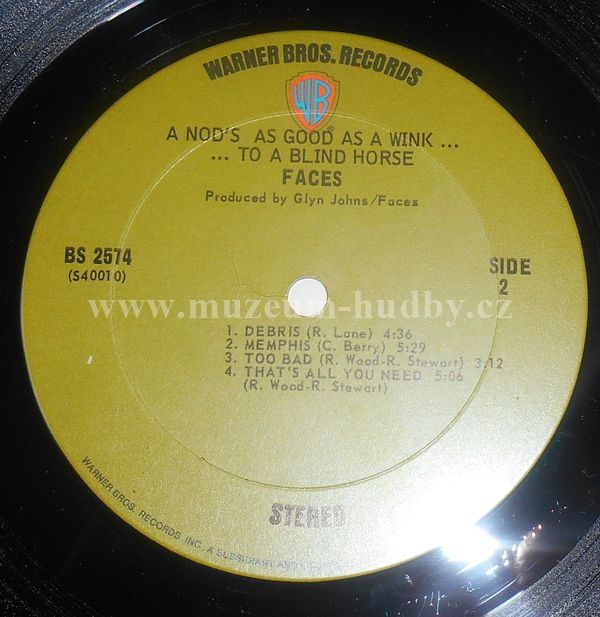 WARNER BROS. RECORDS
WB
®
A NOD'S AS GOOD AS A WINK ...
... TO A BLIND HORSE
FACES
Produced by Glyn Johns/Faces
BS 2574
(S40010)
SIDE
2
www.muzeum-hudby.cz
1. DEBRIS (R. Lane) 4:36
2. MEMPHIS (C. Berry) 5:29
3. TOO BAD (R. Wood-R. Stewart) 3:12
4. THAT'S ALL YOU NEED 5:06
(R. Wood-R. Stewart)
STEREO
WARNER BROS. RECORDS INC. A SUBSIDIARY AND